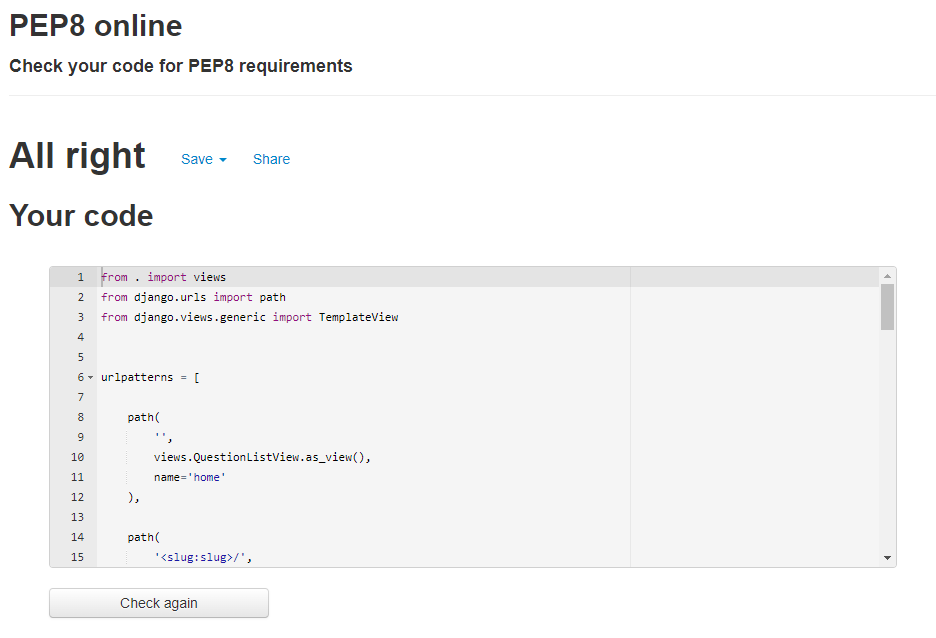 PEP8 online
Check your code for PEP8 requirements
All right Save Share
Your code
1 from . import views
2 from django.urls import path
3 from django.views.generic import TemplateView
4
5
6 urlpatterns = [
7
8 path(
9 '',
10 views.QuestionListView.as_view(),
11 name='home'
12 ),
13
14 path(
15 '<slug:slug>/',
Check again